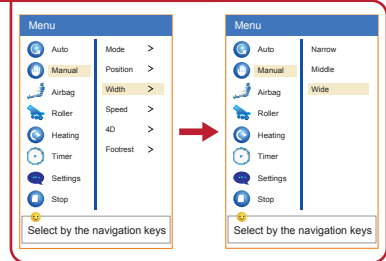 Menu
Auto
Manual
Airbag
Roller
Heating
Timer
Settings
Stop
Mode >
Position >
Width >
Speed >
4D >
Footrest >
Select by the navigation keys
Menu
Auto
Manual
Airbag
Roller
Heating
Timer
Settings
Stop
Narrow
Middle
Wide
Select by the navigation keys